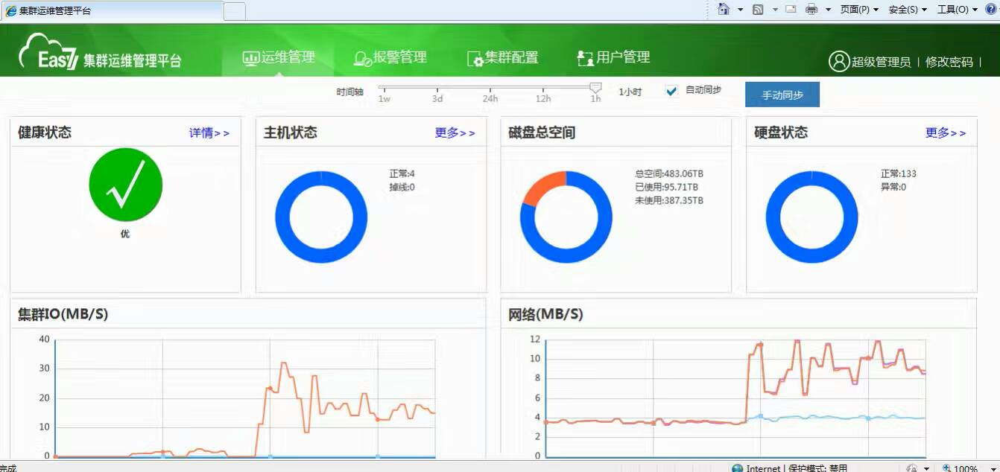 集群运维管理平台
页面(P)
安全(S)
工具(O)
Easy7 集群运维管理平台
运维管理
报警管理
集群配置
用户管理
超级管理员 | 修改密码 |
时间轴
1w 3d 24h 12h 1h
1小时
自动同步
手动同步
健康状态 详情>>
优
主机状态 更多>>
正常:4
掉线:0
磁盘总空间
总空间:483.06TB
已使用:95.71TB
未使用:387.35TB
硬盘状态 更多>>
正常:133
异常:0
集群IO(MB/S)
40
30
20
10
0
网络(MB/S)
12
10
8
6
4
2
0
完成
Internet | 保护模式: 禁用
100%